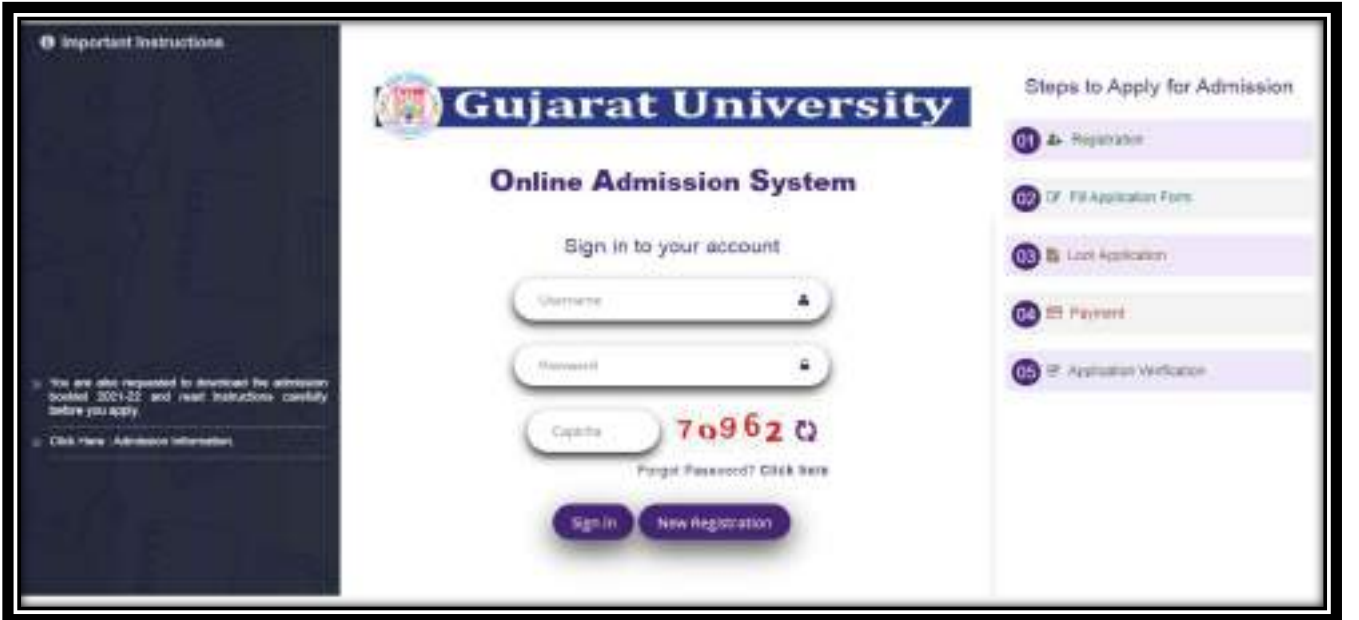 Important Instructions
You are also requested to download the admission
booklet 2021-22 and read instructions carefully
before you apply.
Click Here : Admission Information
Gujarat University
Online Admission System
Sign in to your account
Username
Password
Captcha
70962
Forgot Password? Click here
Sign In
New Registration
Steps to Apply for Admission
01 Registration
02 Fill Application Form
03 Lock Application
04 Payment
05 Application Verification